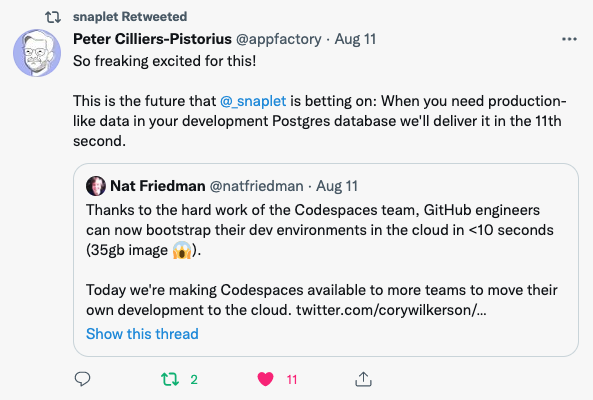 snaplet Retweeted
Peter Cilliers-Pistorius @appfactory · Aug 11
So freaking excited for this!
This is the future that @_snaplet is betting on: When you need production-
like data in your development Postgres database we'll deliver it in the 11th
second.
Nat Friedman @natfriedman · Aug 11
Thanks to the hard work of the Codespaces team, GitHub engineers
can now bootstrap their dev environments in the cloud in <10 seconds
(35gb image 😱).
Today we're making Codespaces available to more teams to move their
own development to the cloud. twitter.com/corywilkerson/...
Show this thread
2 11